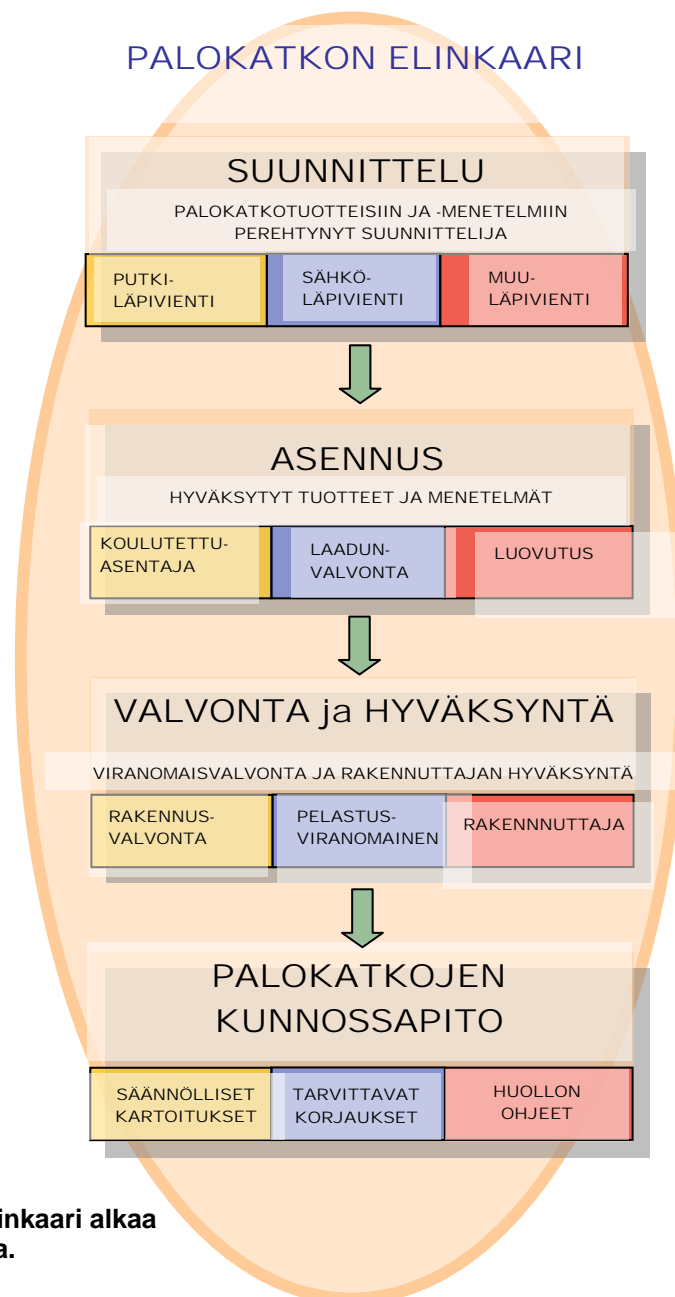 PALOKATKON ELINKAARI
SUUNNITTELU
PALOKATKOTUOTTEISIIN JA -MENETELMIIN
PEREHTYNYT SUUNNITTELIJA
PUTKI-
LÄPIVIENTI
SÄHKÖ-
LÄPIVIENTI
MUU-
LÄPIVIENTI
ASENNUS
HYVÄKSYTYT TUOTTEET JA MENETELMÄT
KOULUTETTU-
ASENTAJA
LAADUN-
VALVONTA
LUOVUTUS
VALVONTA ja HYVÄKSYNTÄ
VIRANOMAISVALVONTA JA RAKENNUTTAJAN HYVÄKSYNTÄ
RAKENNUS-
VALVONTA
PELASTUS-
VIRANOMAINEN
RAKENNNUTTAJA
PALOKATKOJEN
KUNNOSSAPITO
SÄÄNNÖLLISET
KARTOITUKSET
TARVITTAVAT
KORJAUKSET
HUOLLON
OHJEET
inkaari alkaa
a.